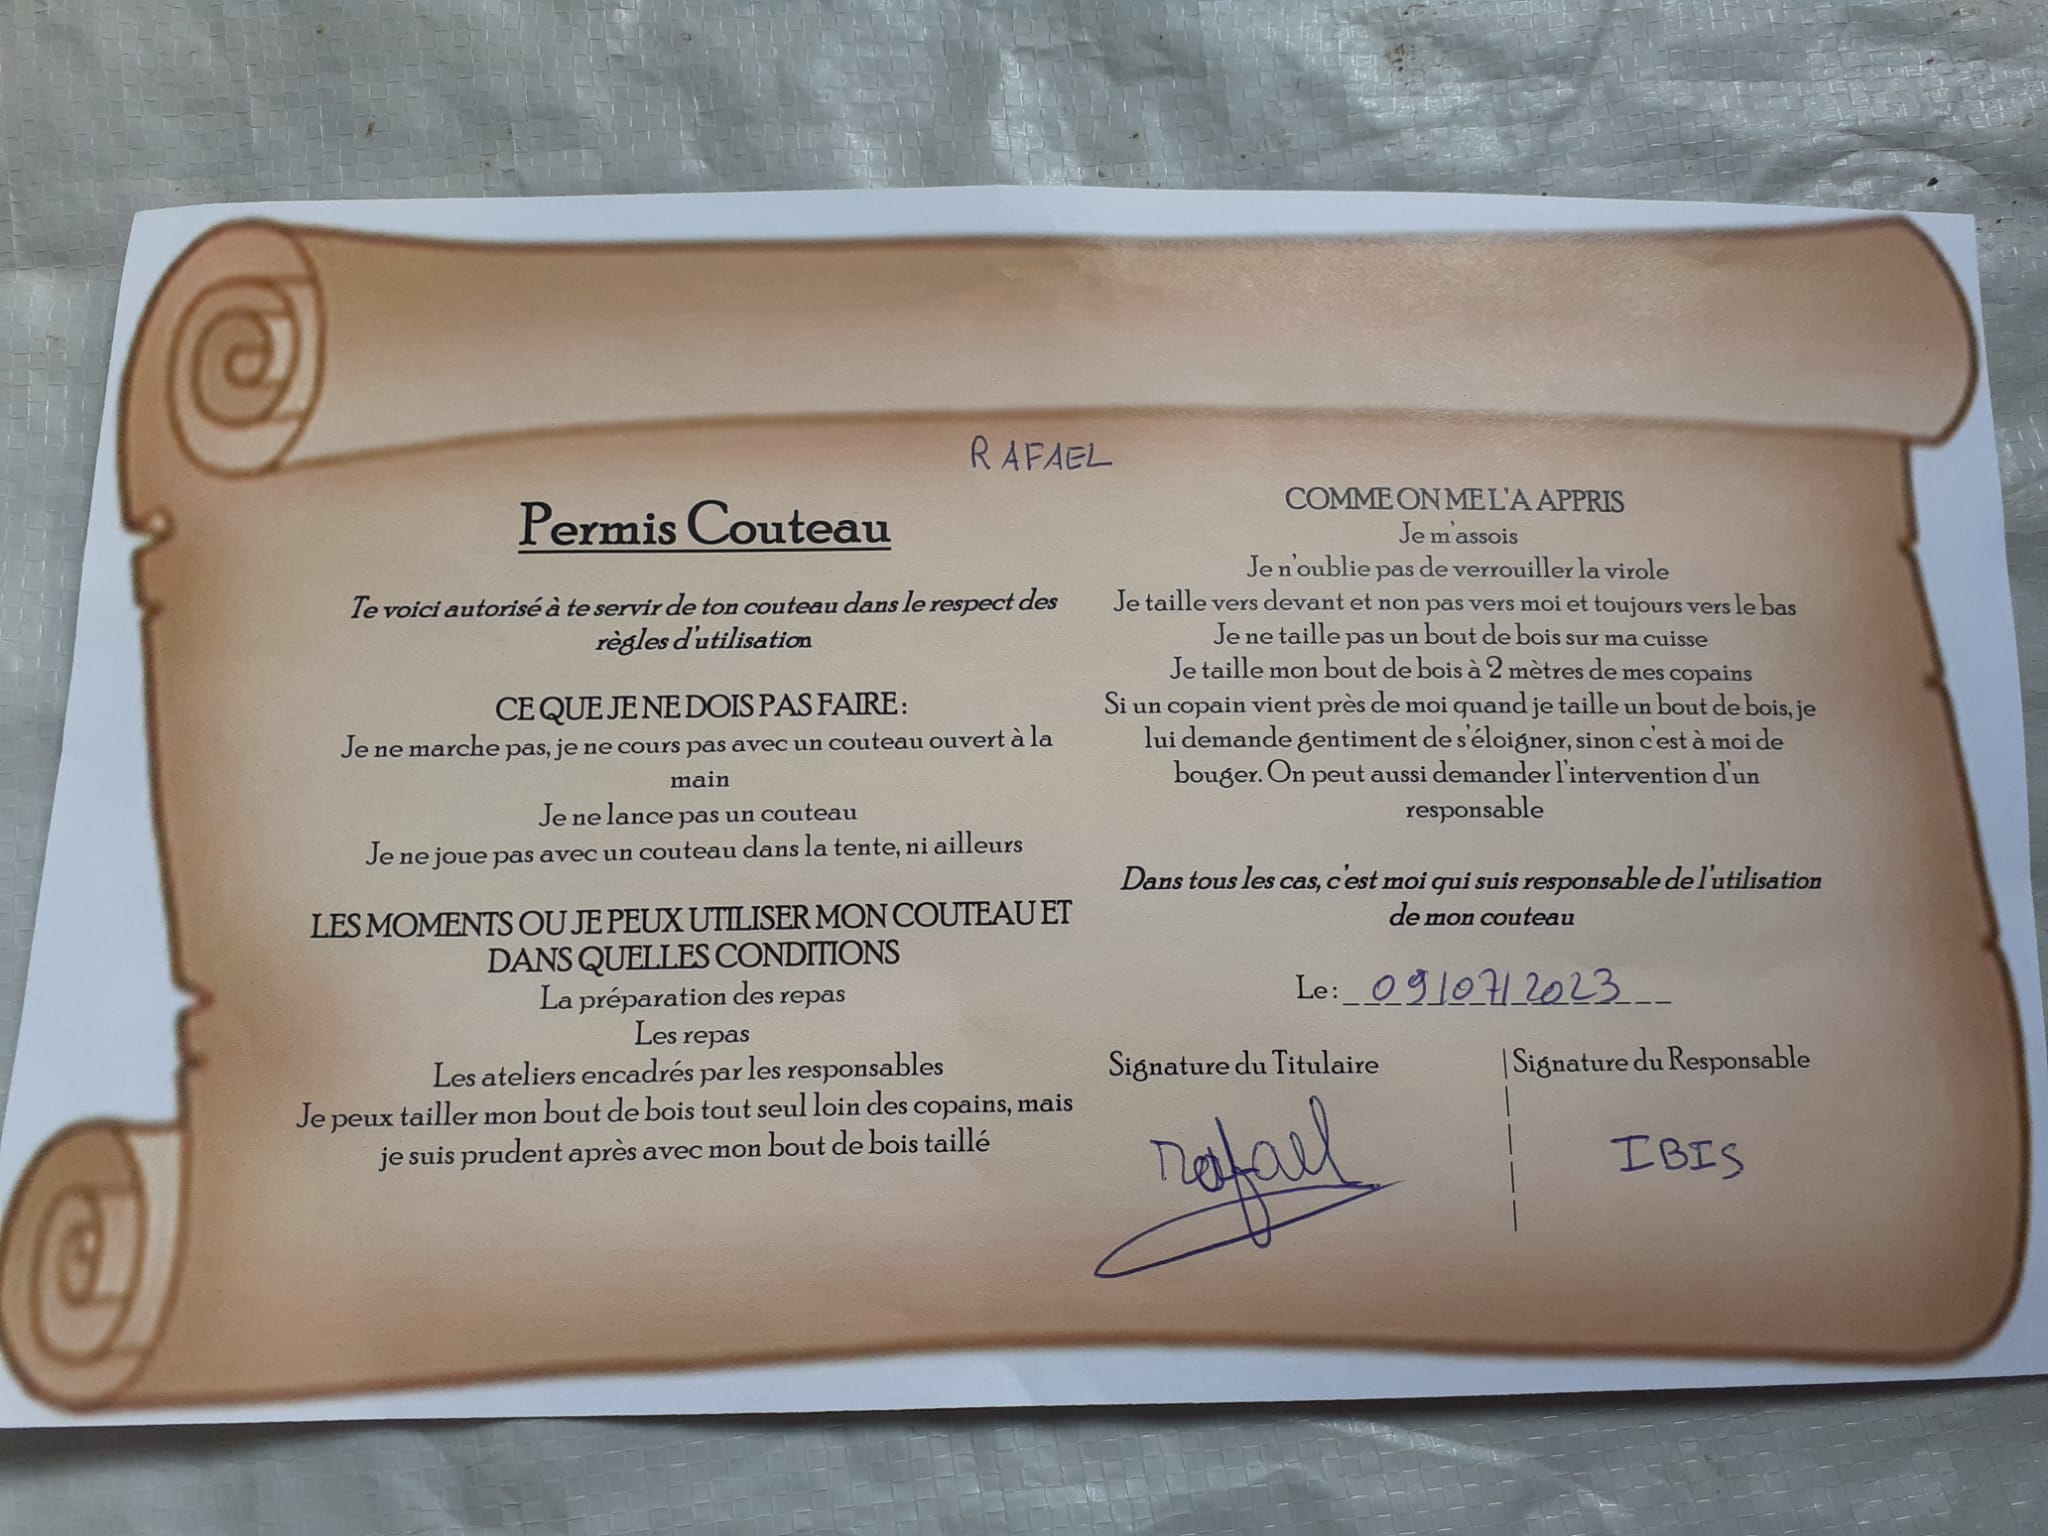 RAFAEL
Permis Couteau
Te voici autorisé à te servir de ton couteau dans le respect des
règles d'utilisation
CE QUE JE NE DOIS PAS FAIRE :
Je ne marche pas, je ne cours pas avec un couteau ouvert à la
main
Je ne lance pas un couteau
Je ne joue pas avec un couteau dans la tente, ni ailleurs
LES MOMENTS OU JE PEUX UTILISER MON COUTEAU ET
DANS QUELLES CONDITIONS
La préparation des repas
Les repas
Les ateliers encadrés par les responsables
Je peux tailler mon bout de bois tout seul loin des copains, mais
je suis prudent après avec mon bout de bois taillé
COMME ON ME L'A APPRIS
Je m'assois
Je n'oublie pas de verrouiller la virole
Je taille vers devant et non pas vers moi et toujours vers le bas
Je ne taille pas un bout de bois sur ma cuisse
Je taille mon bout de bois à 2 mètres de mes copains
Si un copain vient près de moi quand je taille un bout de bois, je
lui demande gentiment de s'éloigner, sinon c'est à moi de
bouger. On peut aussi demander l'intervention d'un
responsable
Dans tous les cas, c'est moi qui suis responsable de l'utilisation
de mon couteau
Le : 09/07/2023
Signature du Titulaire | Signature du Responsable
Rafael IBIS